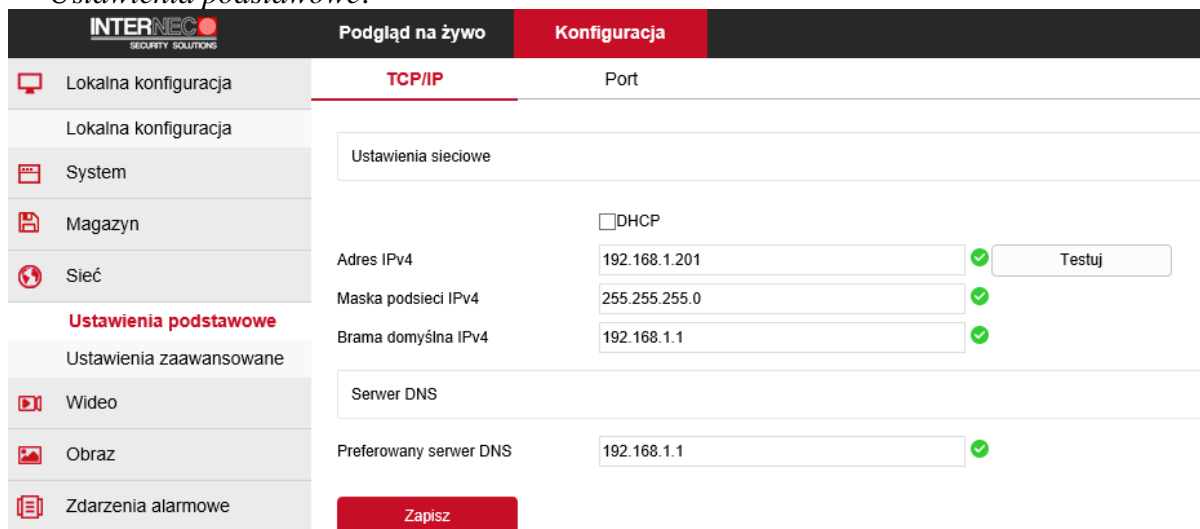 Ustawienia podstawowe.
INTERNEC
SECURITY SOLUTIONS
Podgląd na żywo
Konfiguracja
Lokalna konfiguracja
Lokalna konfiguracja
System
Magazyn
Sieć
Ustawienia podstawowe
Ustawienia zaawansowane
Wideo
Obraz
Zdarzenia alarmowe
TCP/IP
Port
Ustawienia sieciowe
DHCP
Adres IPv4 192.168.1.201 Testuj
Maska podsieci IPv4 255.255.255.0
Brama domyślna IPv4 192.168.1.1
Serwer DNS
Preferowany serwer DNS 192.168.1.1
Zapisz